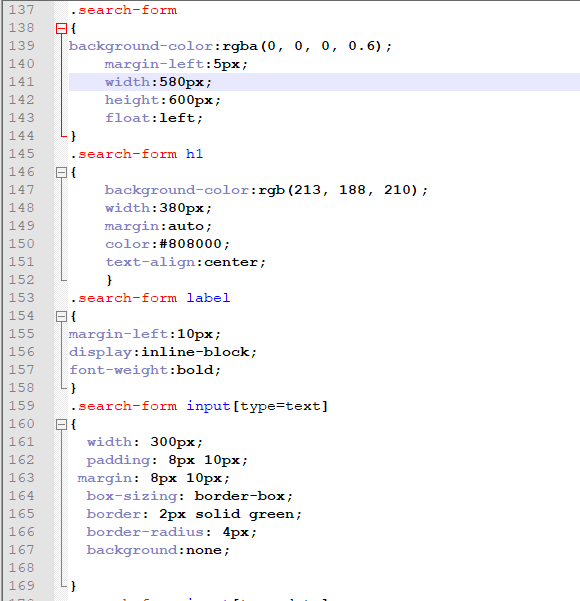 137 .search-form
138 {
139 background-color:rgba(0, 0, 0, 0.6);
140 margin-left:5px;
141 width:580px;
142 height:600px;
143 float:left;
144 }
145 .search-form h1
146 {
147 background-color:rgb(213, 188, 210);
148 width:380px;
149 margin:auto;
150 color:#808000;
151 text-align:center;
152 }
153 .search-form label
154 {
155 margin-left:10px;
156 display:inline-block;
157 font-weight:bold;
158 }
159 .search-form input[type=text]
160 {
161 width: 300px;
162 padding: 8px 10px;
163 margin: 8px 10px;
164 box-sizing: border-box;
165 border: 2px solid green;
166 border-radius: 4px;
167 background:none;
168
169 }